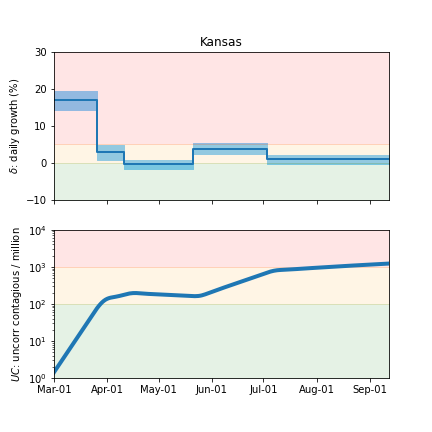 Kansas
30
20
10
0
−10
δ: daily growth (%)
10⁴
10³
10²
10¹
10⁰
UC: uncorr contagious / million
Mar-01 Apr-01 May-01 Jun-01 Jul-01 Aug-01 Sep-01